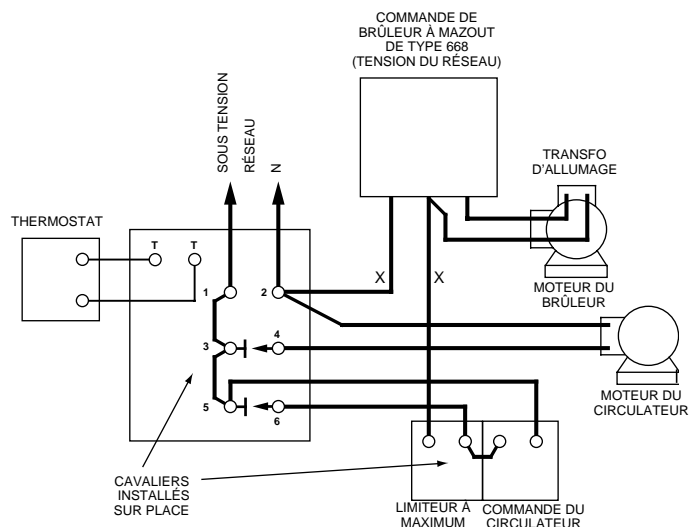 COMMANDE DE
BRÛLEUR À MAZOUT
DE TYPE 668
(TENSION DU RÉSEAU)
SOUS TENSION
RÉSEAU
N
TRANSFO
D'ALLUMAGE
THERMOSTAT
T T
1 2
X X
MOTEUR DU
BRÛLEUR
3 4
5 6
MOTEUR DU
CIRCULATEUR
CAVALIERS
INSTALLÉS
SUR PLACE
LIMITEUR À
MAXIMUM
COMMANDE DU
CIRCULATEUR